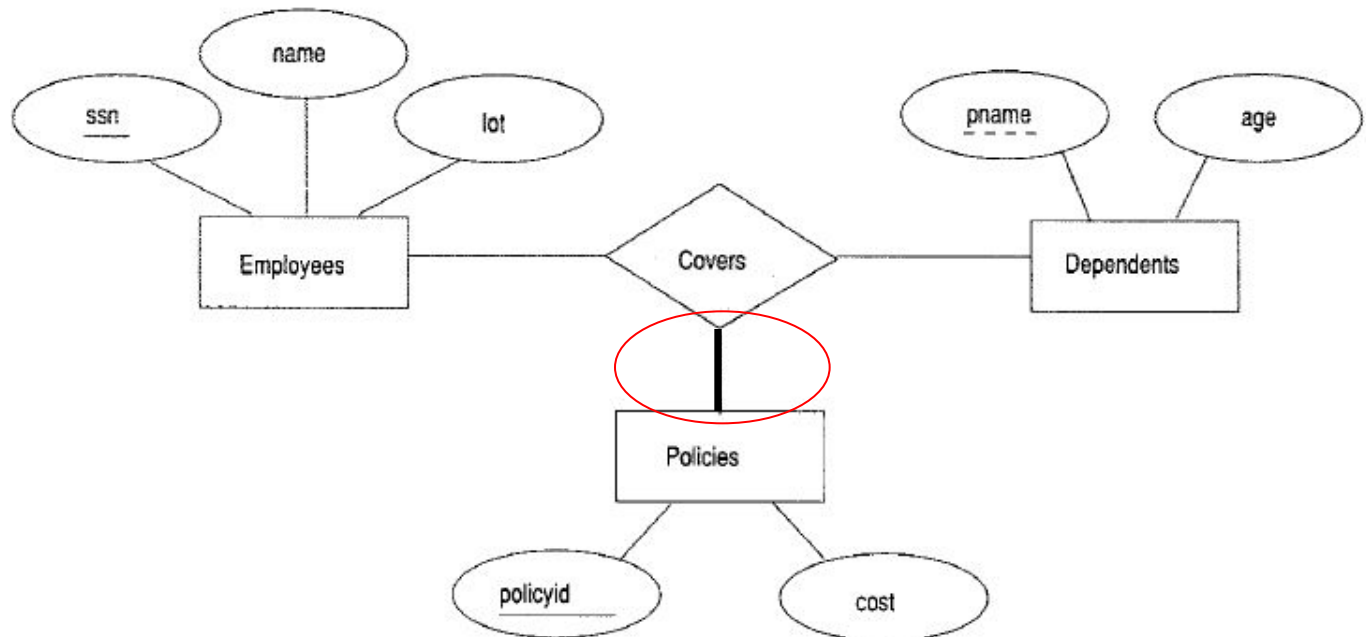 name
ssn
lot
pname
age
Employees
Covers
Dependents
Policies
policyid
cost